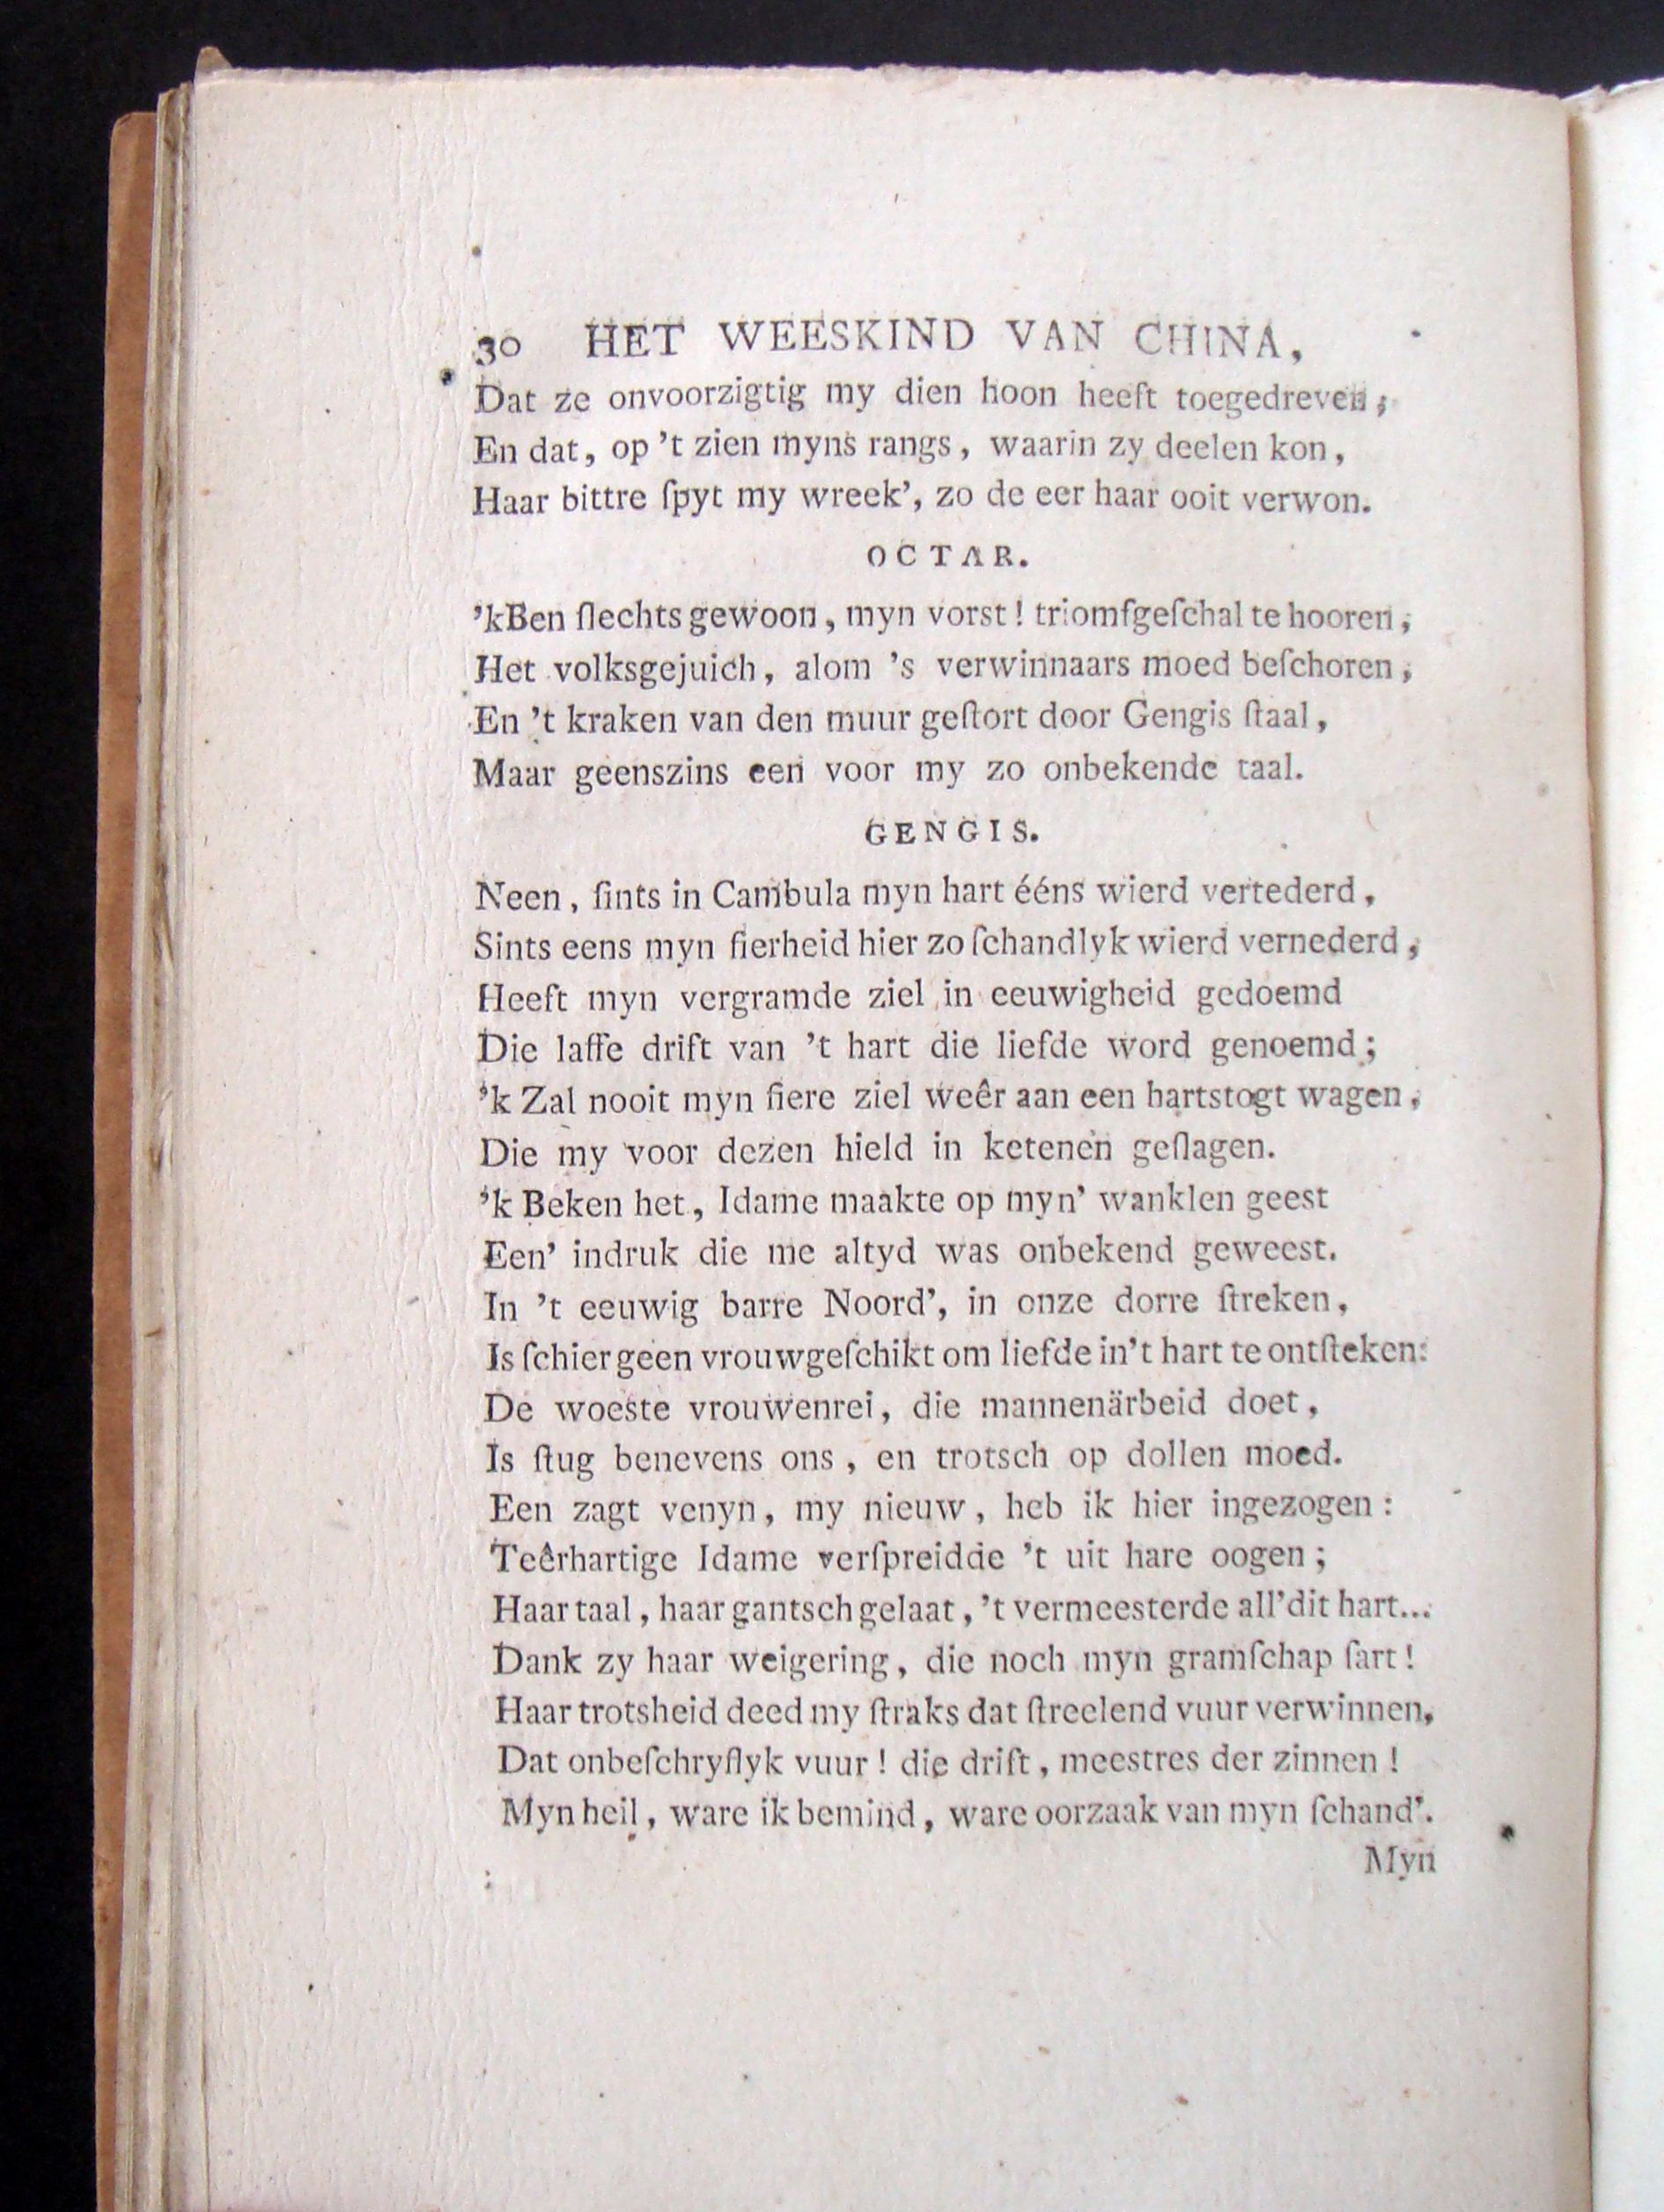 30 HET WEESKIND VAN CHINA,
Dat ze onvoorzigtig my dien hoon heeft toegedreven;
En dat, op 't zien myns rangs, waarin zy deelen kon,
Haar bittre ſpyt my wreek', zo de eer haar ooit verwon.
OCTAR.
'kBen ſlechts gewoon, myn vorst! triomfgeſchal te hooren,
Het volksgejuich, alom 's verwinnaars moed beſchoren,
En 't kraken van den muur geſtort door Gengis ſtaal,
Maar geenszins een voor my zo onbekende taal.
GENGIS.
Neen, ſints in Cambula myn hart ééns wierd vertederd,
Sints eens myn fierheid hier zo ſchandlyk wierd vernederd,
Heeft myn vergramde ziel in eeuwigheid gedoemd
Die laffe drift van 't hart die liefde word genoemd;
'k Zal nooit myn fiere ziel weêr aan een hartstogt wagen,
Die my voor dezen hield in ketenen geſlagen.
'k Beken het, Idame maakte op myn' wanklen geest
Een' indruk die me altyd was onbekend geweest.
In 't eeuwig barre Noord', in onze dorre ſtreken,
Is ſchier geen vrouw geſchikt om liefde in't hart te ontſteken:
De woeste vrouwenrei, die mannenärbeid doet,
Is ſtug benevens ons, en trotsch op dollen moed.
Een zagt venyn, my nieuw, heb ik hier ingezogen:
Teêrhartige Idame verſpreidde 't uit hare oogen;
Haar taal, haar gantsch gelaat, 't vermeesterde all' dit hart...
Dank zy haar weigering, die noch myn gramſchap ſart!
Haar trotsheid deed my ſtraks dat ſtreelend vuur verwinnen,
Dat onbeſchryflyk vuur! die drift, meestres der zinnen!
Myn heil, ware ik bemind, ware oorzaak van myn ſchand'.
Myn